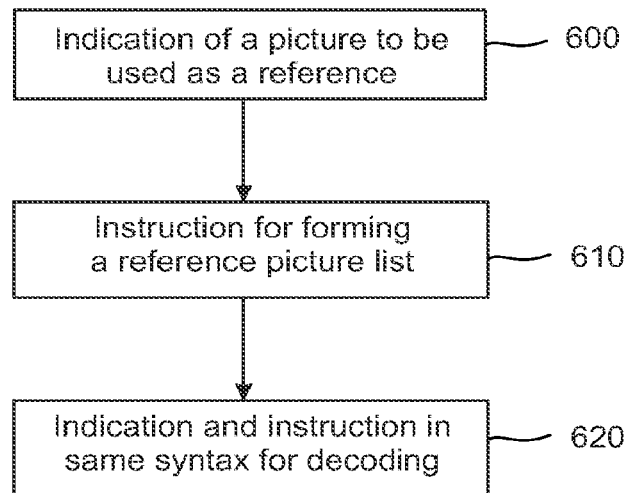 Indication of a picture to be
used as a reference
600
Instruction for forming
a reference picture list
610
Indication and instruction in
same syntax for decoding
620